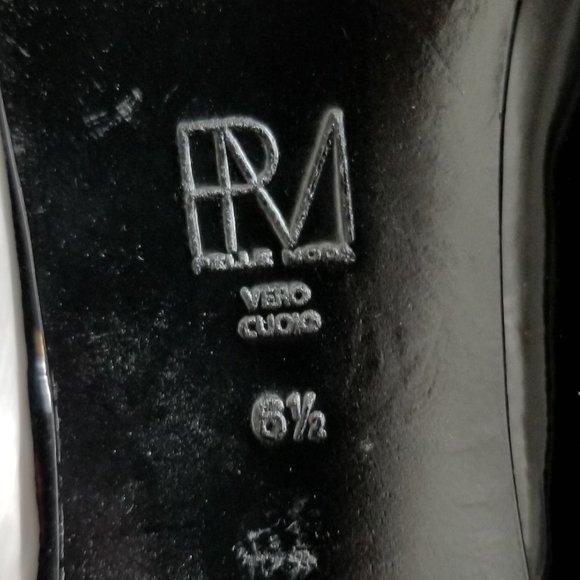 PM
PELLE MODA
VERO
CUOIO
6½